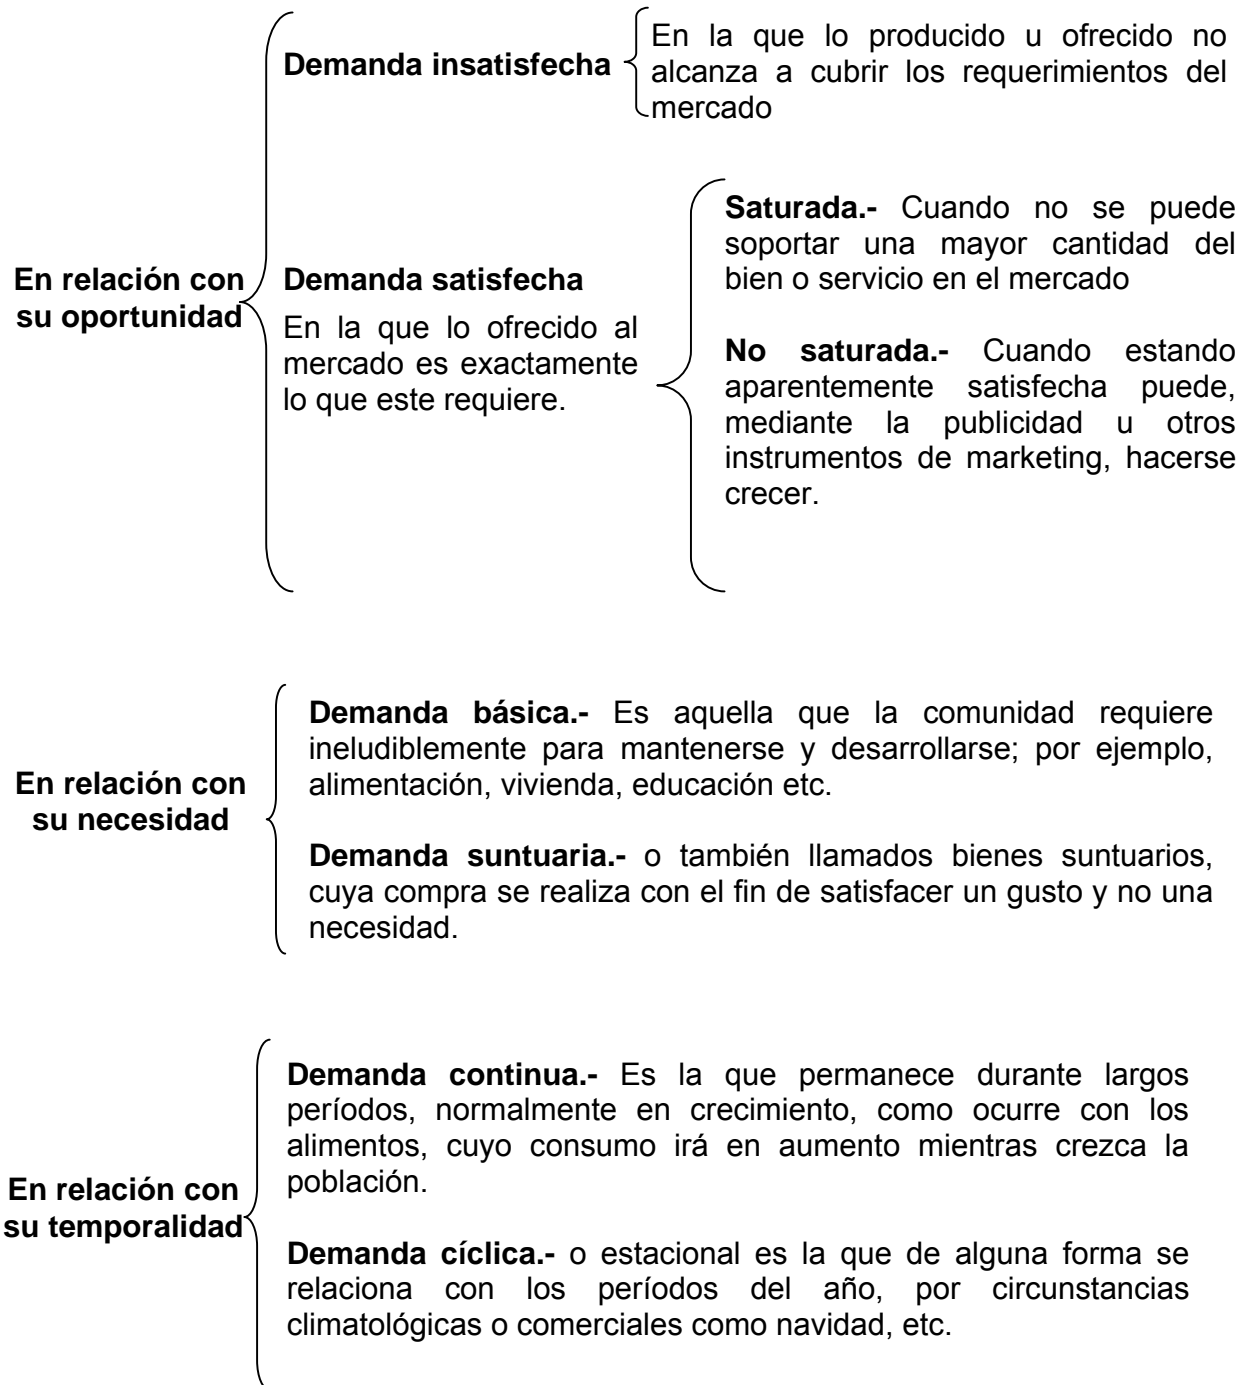 Demanda insatisfecha
En la que lo producido u ofrecido no
alcanza a cubrir los requerimientos del
mercado
En relación con
su oportunidad
Demanda satisfecha
En la que lo ofrecido al
mercado es exactamente
lo que este requiere.
Saturada.- Cuando no se puede
soportar una mayor cantidad del
bien o servicio en el mercado
No saturada.- Cuando estando
aparentemente satisfecha puede,
mediante la publicidad u otros
instrumentos de marketing, hacerse
crecer.
En relación con
su necesidad
Demanda básica.- Es aquella que la comunidad requiere
ineludiblemente para mantenerse y desarrollarse; por ejemplo,
alimentación, vivienda, educación etc.
Demanda suntuaria.- o también llamados bienes suntuarios,
cuya compra se realiza con el fin de satisfacer un gusto y no una
necesidad.
En relación con
su temporalidad
Demanda continua.- Es la que permanece durante largos
períodos, normalmente en crecimiento, como ocurre con los
alimentos, cuyo consumo irá en aumento mientras crezca la
población.
Demanda cíclica.- o estacional es la que de alguna forma se
relaciona con los períodos del año, por circunstancias
climatológicas o comerciales como navidad, etc.